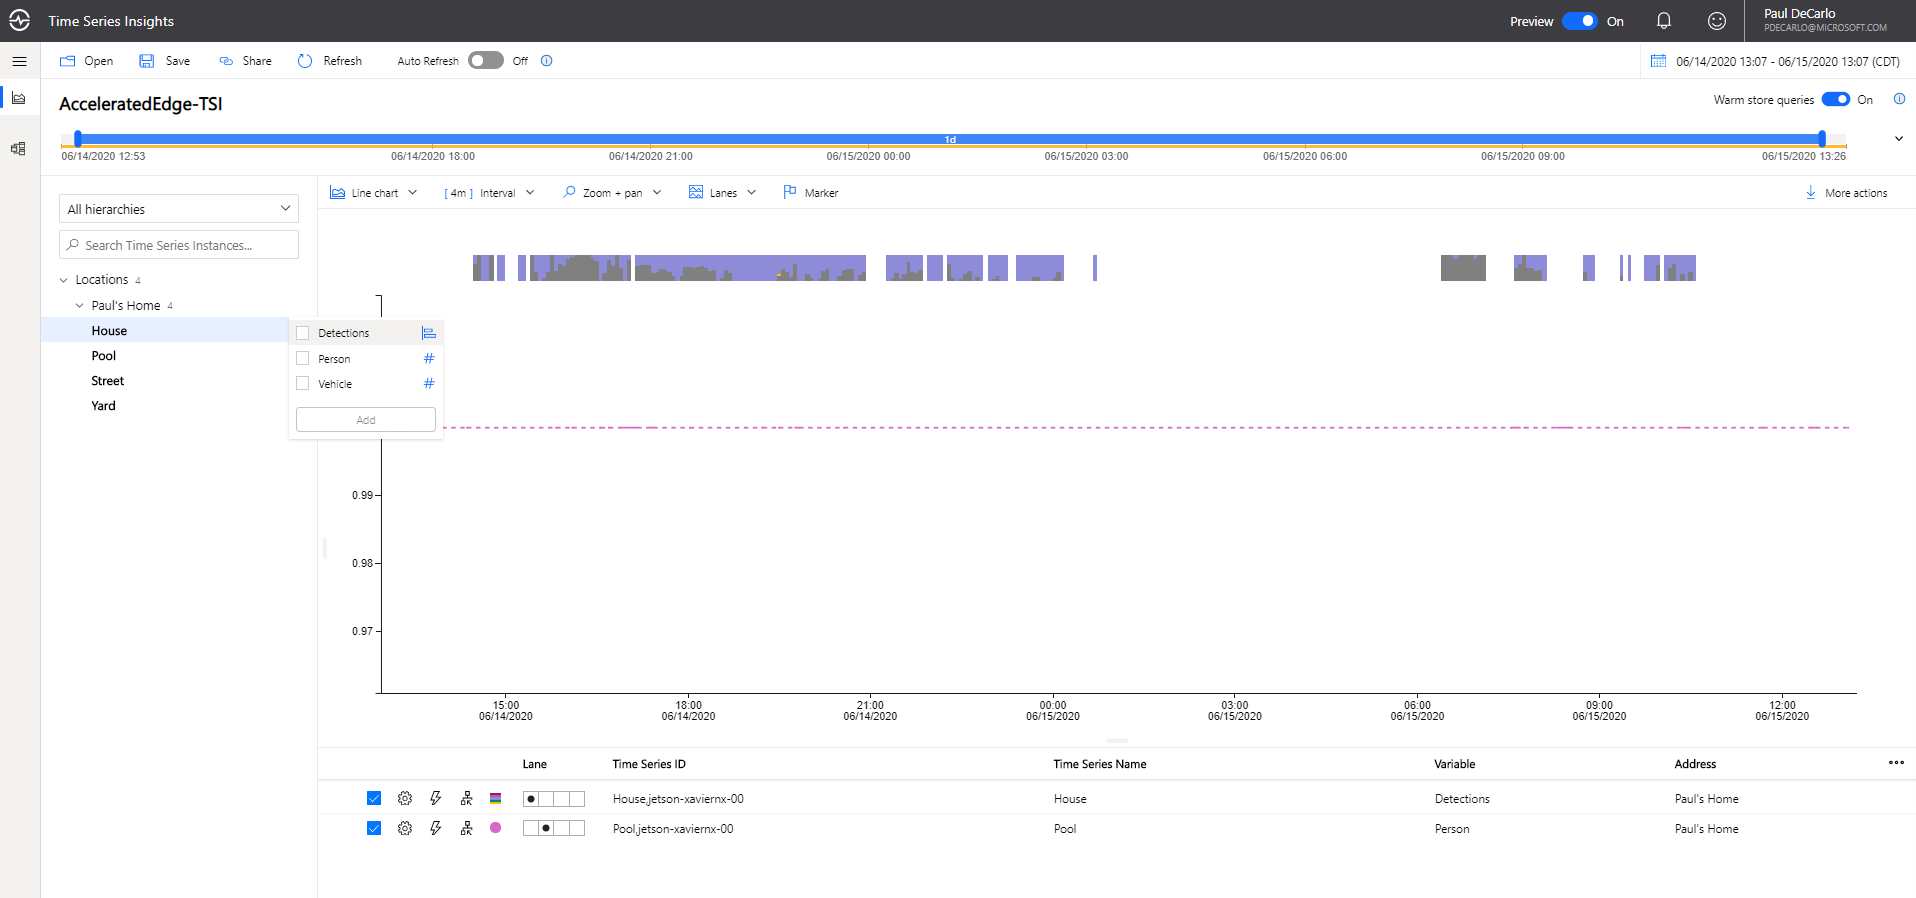 Time Series Insights
Preview On
Paul DeCarlo
PDECARLO@MICROSOFT.COM
Open Save Share Refresh Auto Refresh Off
06/14/2020 13:07 - 06/15/2020 13:07 (CDT)
AcceleratedEdge-TSI
Warm store queries On
1d
06/14/2020 12:53 06/14/2020 18:00 06/14/2020 21:00 06/15/2020 00:00 06/15/2020 03:00 06/15/2020 06:00 06/15/2020 09:00 06/15/2020 13:26
All hierarchies
Search Time Series Instances...
Locations 4
Paul's Home 4
House
Pool
Street
Yard
Line chart [ 4m ] Interval Zoom + pan Lanes Marker More actions
Detections
Person #
Vehicle #
Add
0.99
0.98
0.97
15:00 18:00 21:00 00:00 03:00 06:00 09:00 12:00
06/14/2020 06/14/2020 06/14/2020 06/15/2020 06/15/2020 06/15/2020 06/15/2020 06/15/2020
Lane Time Series ID Time Series Name Variable Address
House,jetson-xaviernx-00 House Detections Paul's Home
Pool,jetson-xaviernx-00 Pool Person Paul's Home